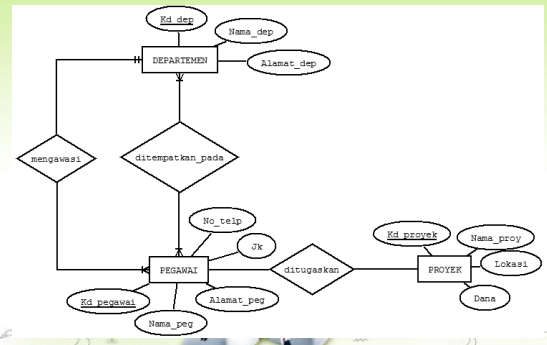 Kd_dep
Nama_dep
DEPARTEMEN
Alamat_dep
mengawasi
ditempatkan_pada
No_telp
Jk
Kd_proyek
Nama_proy
PEGAWAI
ditugaskan
PROYEK
Lokasi
Kd_pegawai
Alamat_peg
Dana
Nama_peg